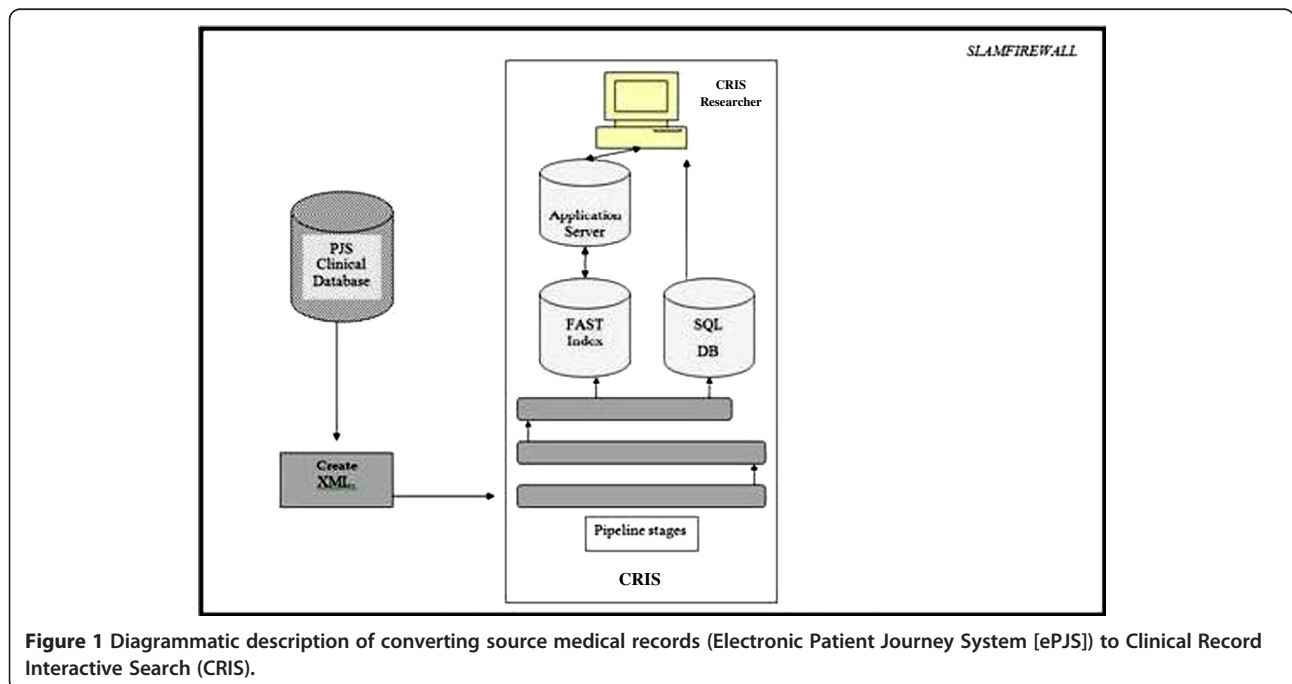 SLAMFIREWALL
CRIS
Researcher
Application
Server
PJS
Clinical
Database
FAST
Index
SQL
DB
Create
XML.
Pipeline stages
CRIS
Figure 1 Diagrammatic description of converting source medical records (Electronic Patient Journey System [ePJS]) to Clinical Record
Interactive Search (CRIS).